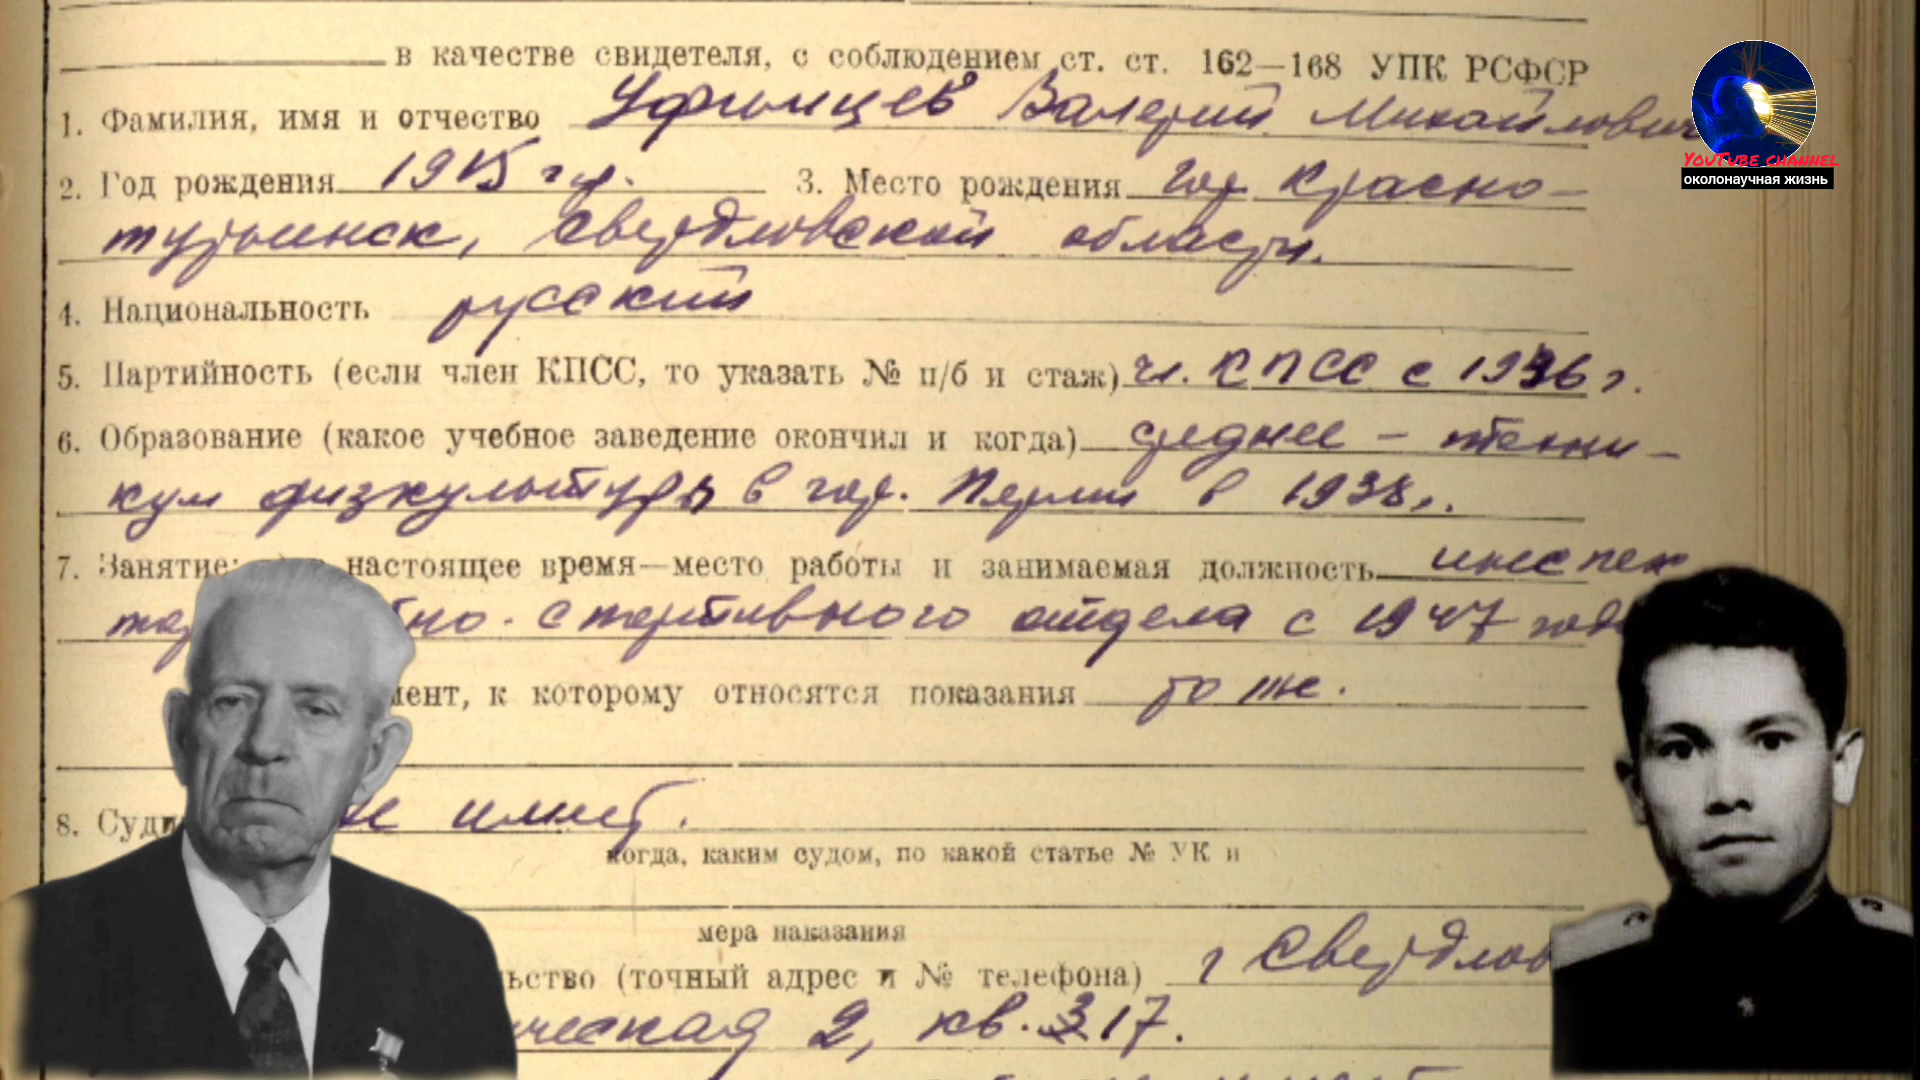 в качестве свидетеля, с соблюдением ст. ст. 162—168 УПК РСФСР
1. Фамилия, имя и отчество Уфимцев Валерий Михайлович
YouTube channel
околонаучная жизнь
2. Год рождения 1915 г.р. 3. Место рождения гор. Красно-
турьинск, Свердловской области.
4. Национальность русский
5. Партийность (если член КПСС, то указать № п/б и стаж) чл. КПСС с 1946 г.
6. Образование (какое учебное заведение окончил и когда) среднее - техни-
кум физкультуры в гор. Перми в 1938 г.
7. Занятие: настоящее время—место работы и занимаемая должность инспек
тор но-спортивного отдела с 1947 года
мент, к которому относятся показания то же.
8. Суди не имеет.
когда, каким судом, по какой статье № УК и
мера наказания
ьство (точный адрес и № телефона) г Свердлов
ческая 2, кв. 317.